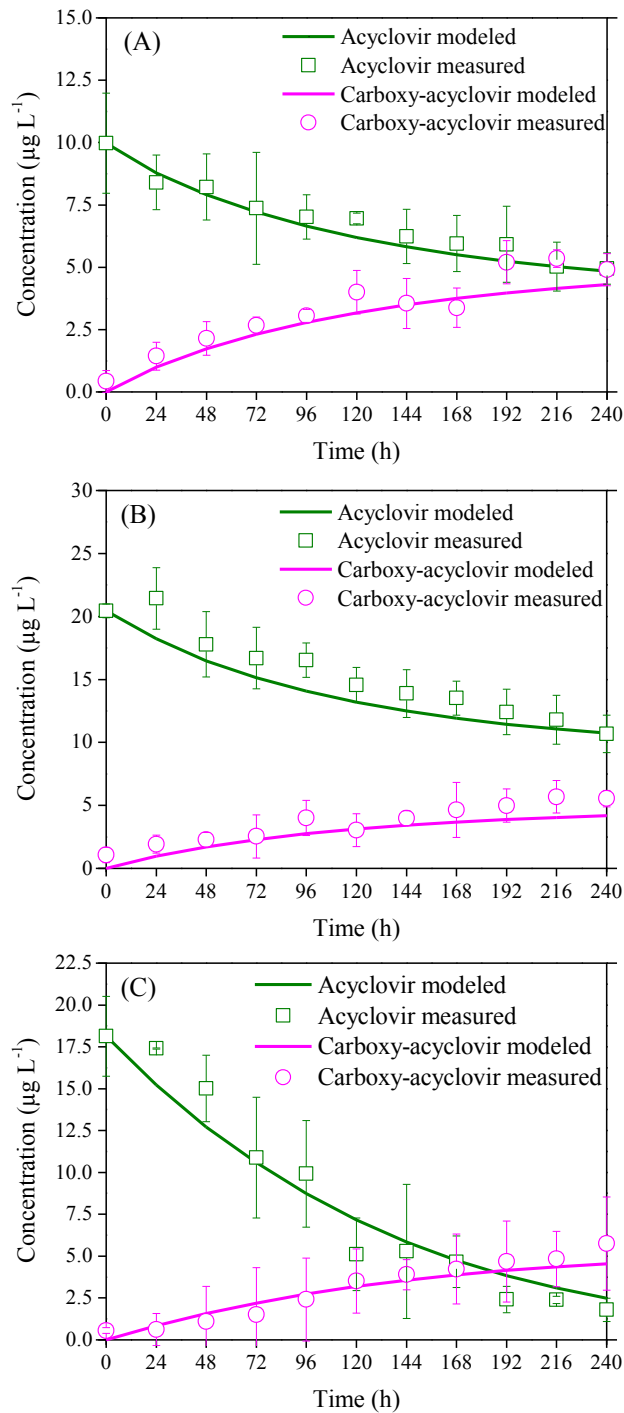 (A)
Acyclovir modeled
Acyclovir measured
Carboxy-acyclovir modeled
Carboxy-acyclovir measured
Concentration (µg L-1)
15.0
12.5
10.0
7.5
5.0
2.5
0.0
0 24 48 72 96 120 144 168 192 216 240
Time (h)
(B)
Acyclovir modeled
Acyclovir measured
Carboxy-acyclovir modeled
Carboxy-acyclovir measured
Concentration (µg L-1)
30
25
20
15
10
5
0
0 24 48 72 96 120 144 168 192 216 240
Time (h)
(C)
Acyclovir modeled
Acyclovir measured
Carboxy-acyclovir modeled
Carboxy-acyclovir measured
Concentration (µg L-1)
22.5
20.0
17.5
15.0
12.5
10.0
7.5
5.0
2.5
0.0
0 24 48 72 96 120 144 168 192 216 240
Time (h)